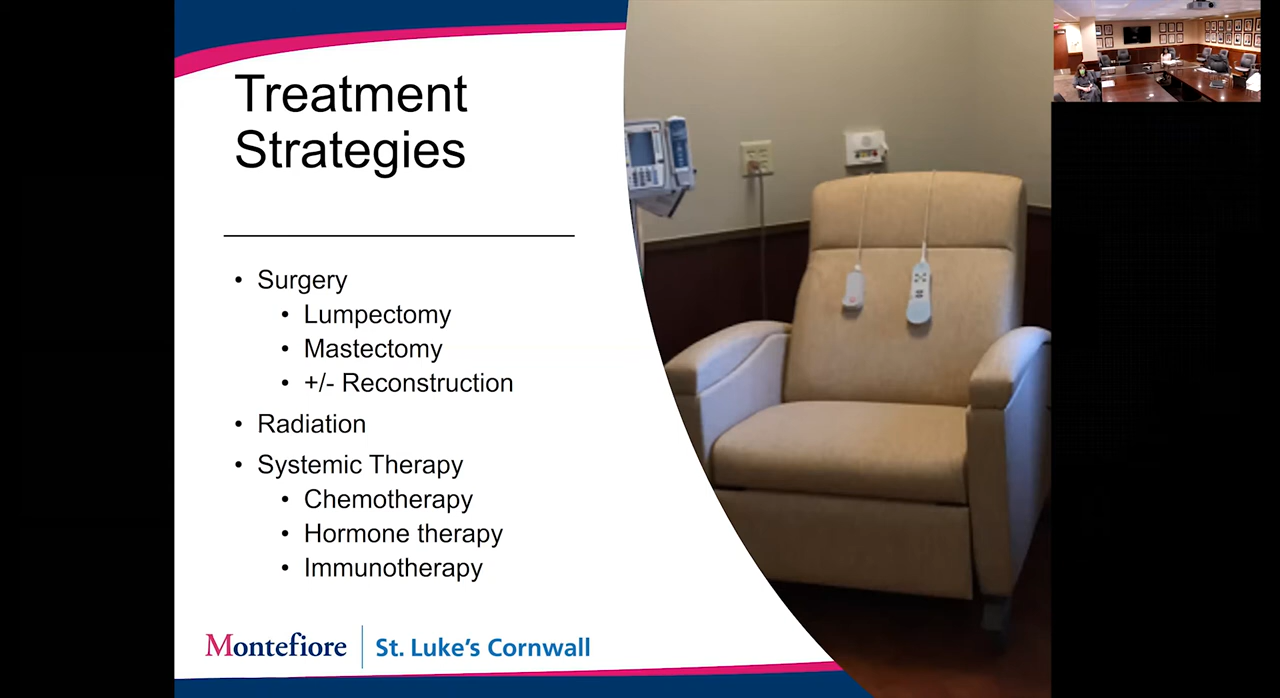 Treatment
Strategies
• Surgery
• Lumpectomy
• Mastectomy
• +/- Reconstruction
• Radiation
• Systemic Therapy
• Chemotherapy
• Hormone therapy
• Immunotherapy
Montefiore | St. Luke's Cornwall